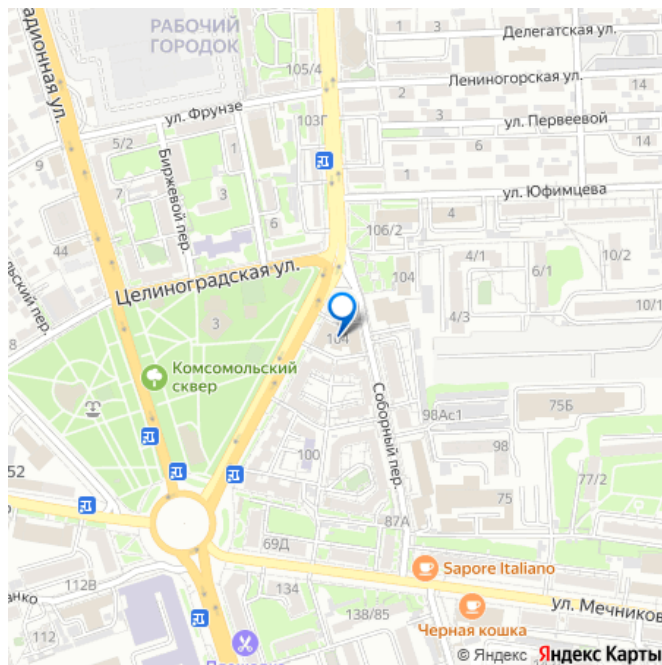 РАБОЧИЙ
ГОРОДОК
1
3
Делегатская ул.
105/4
Лениногорская ул.
2
14
ул. Фрунзе
103Г
3
ул. Первеевой
5/2
1
6
14
9
Биржевой пер.
7
3
1
ул. Юфимцева
6
106/2
4
44
4/1
10/2
104
6/1
Целиноградская ул.
10/1
4/3
3
104
8
Комсомольский
сквер
Соборный пер.
98Ас1
75Б
100
98
77/2
52
75
87А
69Д
Sapore Italiano
112В
134
ул. Мечников
138/85
112
Черная кошка
© Яндекс Яндекс Карты